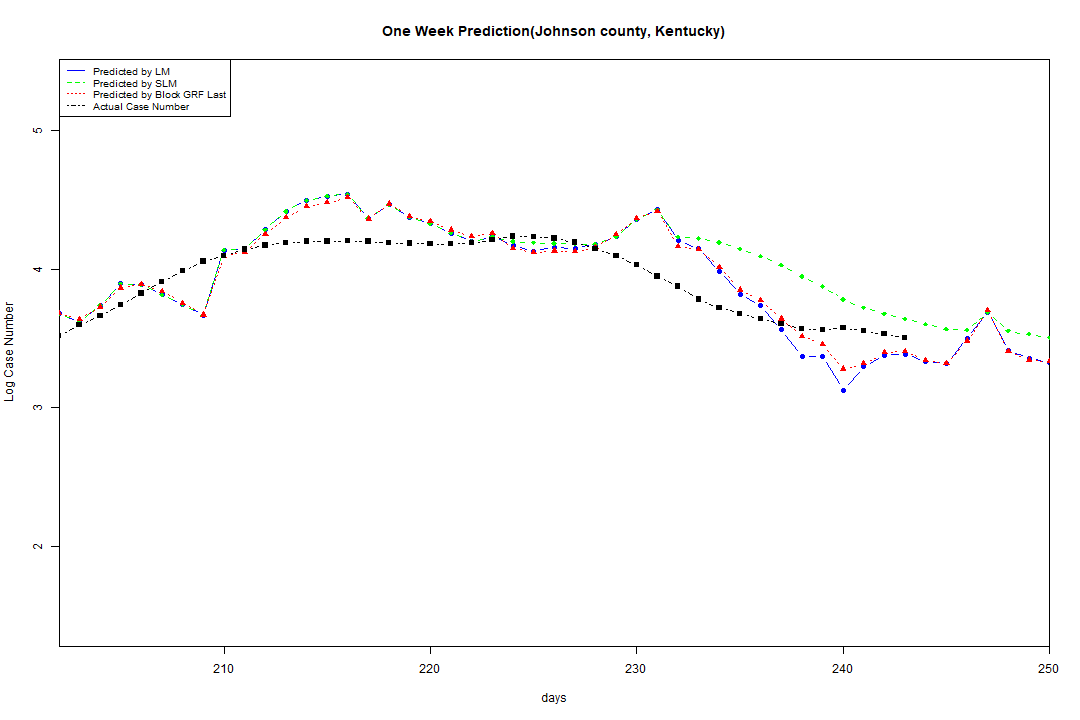 One Week Prediction(Johnson county, Kentucky)
Predicted by LM
Predicted by SLM
Predicted by Block GRF Last
Actual Case Number
5
4
3
2
Log Case Number
210 220 230 240 250
days